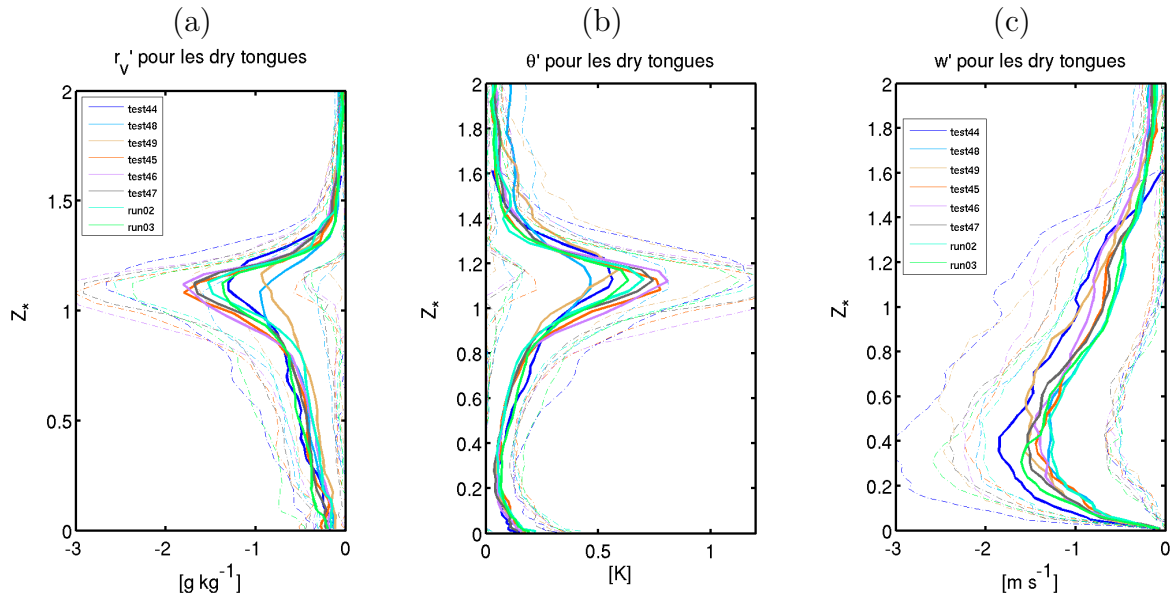 (a)
r_V' pour les dry tongues
2
1.5
1
0.5
0
-3
-2
-1
0
Z_*
[g kg^-1]
test44
test48
test49
test45
test46
test47
run02
run03
(b)
θ' pour les dry tongues
2
1.8
1.6
1.4
1.2
1
0.8
0.6
0.4
0.2
0
0
0.5
1
Z_*
[K]
(c)
w' pour les dry tongues
2
1.8
1.6
1.4
1.2
1
0.8
0.6
0.4
0.2
0
-3
-2
-1
0
Z_*
[m s^-1]
test44
test48
test49
test45
test46
test47
run02
run03